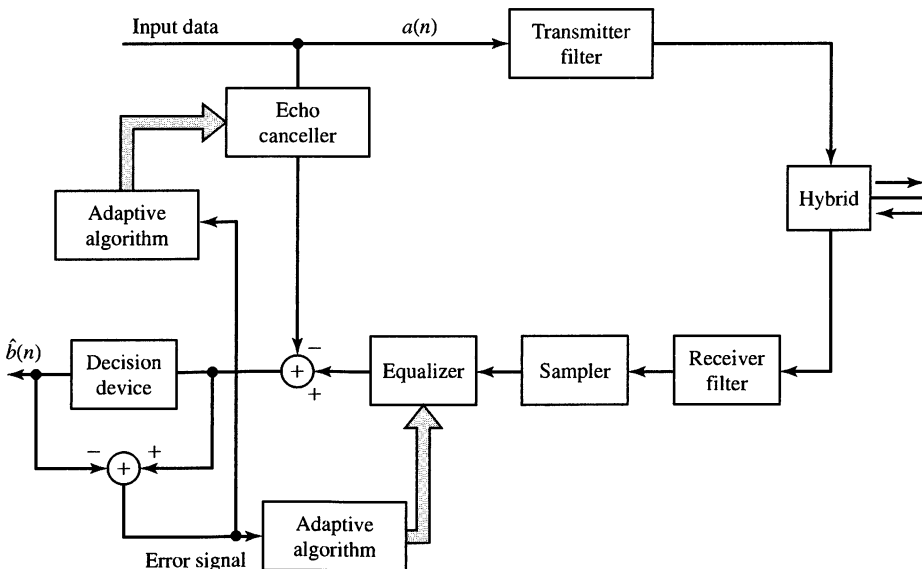 Input data
a(n)
Transmitter
filter
Echo
canceller
Hybrid
Adaptive
algorithm
b̂(n)
Decision
device
−
+
+
Equalizer
Sampler
Receiver
filter
−
+
+
Adaptive
algorithm
Error signal